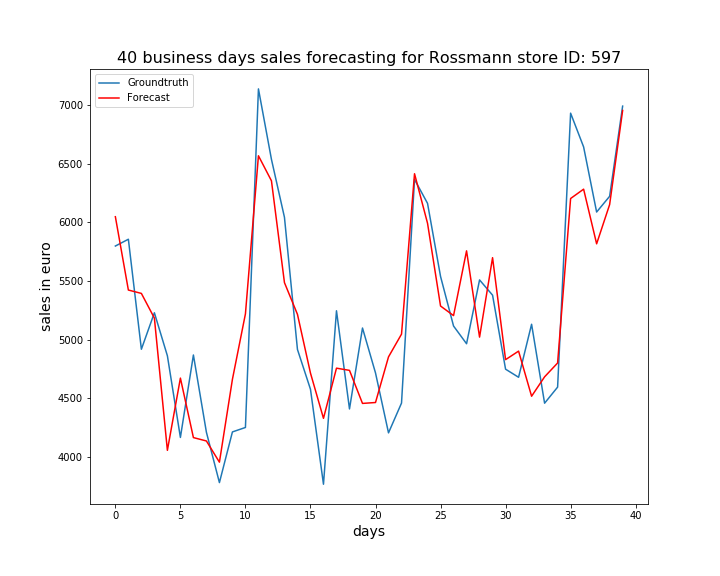 40 business days sales forecasting for Rossmann store ID: 597
Groundtruth
Forecast
7000
6500
6000
5500
5000
4500
4000
sales in euro
0 5 10 15 20 25 30 35 40
days